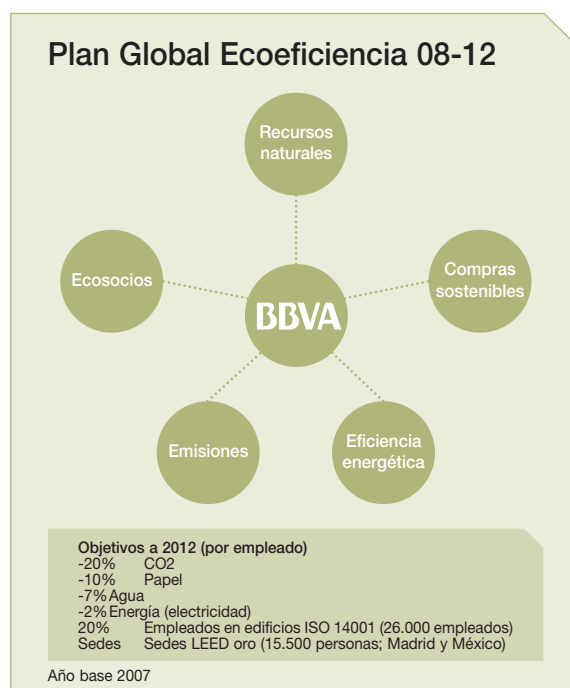 Plan Global Ecoeficiencia 08-12
Recursos
naturales
Ecosocios
Compras
sostenibles
BBVA
Emisiones
Eficiencia
energética
Objetivos a 2012 (por empleado)
-20% CO2
-10% Papel
-7% Agua
-2% Energía (electricidad)
20% Empleados en edificios ISO 14001 (26.000 empleados)
Sedes Sedes LEED oro (15.500 personas; Madrid y México)
Año base 2007